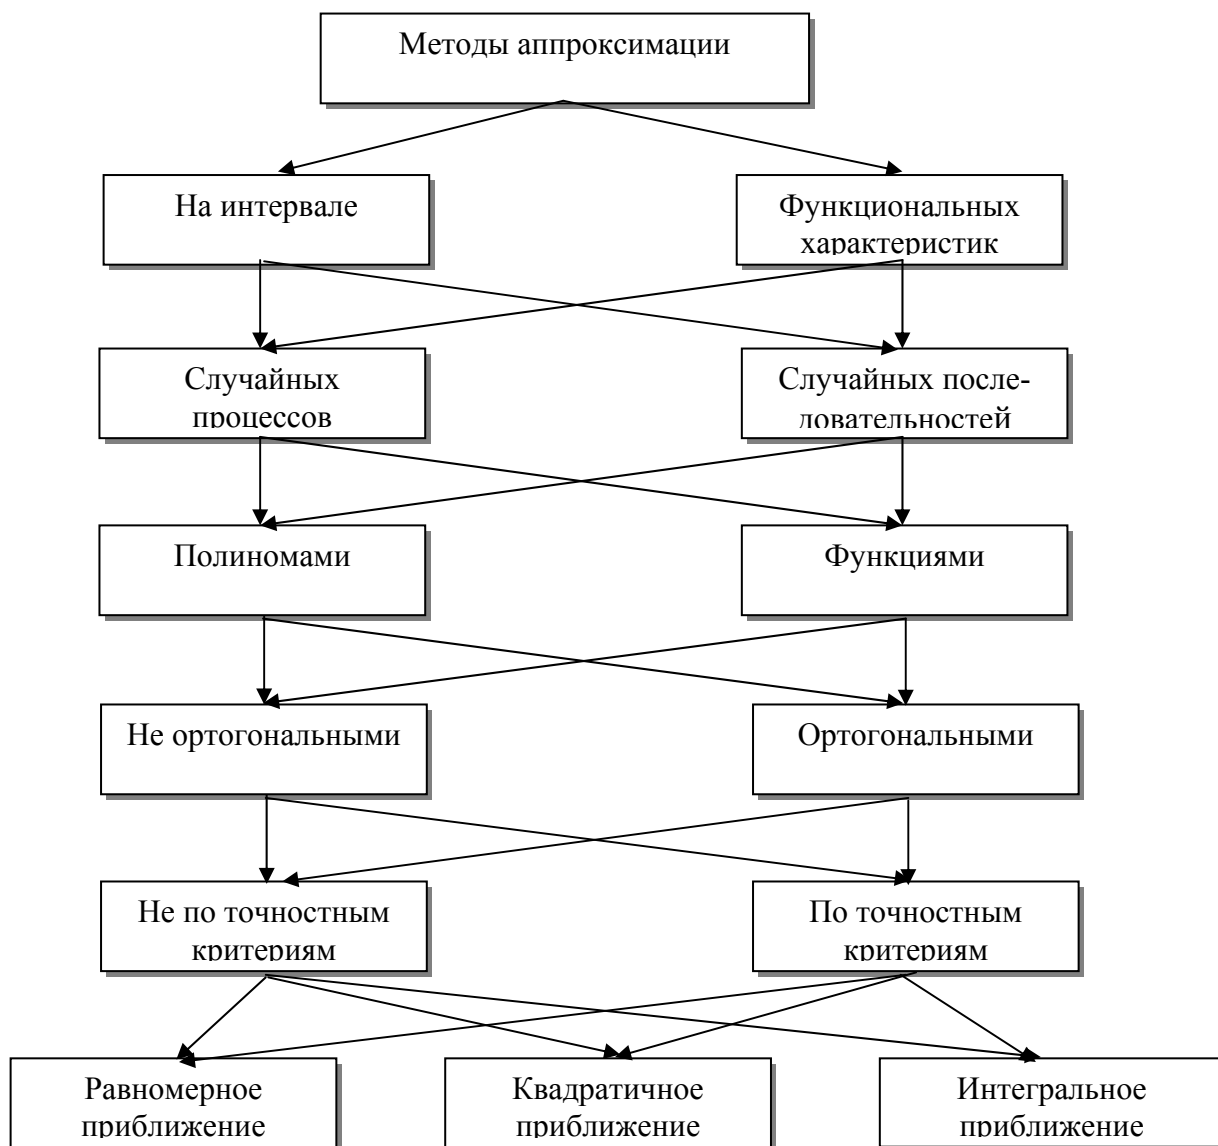 Методы аппроксимации
На интервале
Функциональных
характеристик
Случайных
процессов
Случайных после-
довательностей
Полиномами
Функциями
Не ортогональными
Ортогональными
Не по точностным
критериям
По точностным
критериям
Равномерное
приближение
Квадратичное
приближение
Интегральное
приближение